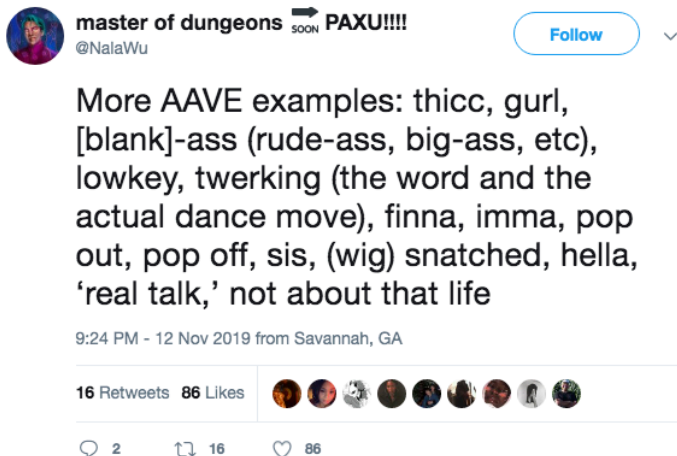 master of dungeons SOON PAXU!!!!
@NalaWu
Follow
More AAVE examples: thicc, gurl,
[blank]-ass (rude-ass, big-ass, etc),
lowkey, twerking (the word and the
actual dance move), finna, imma, pop
out, pop off, sis, (wig) snatched, hella,
‘real talk,’ not about that life
9:24 PM - 12 Nov 2019 from Savannah, GA
16 Retweets 86 Likes
2 16 86